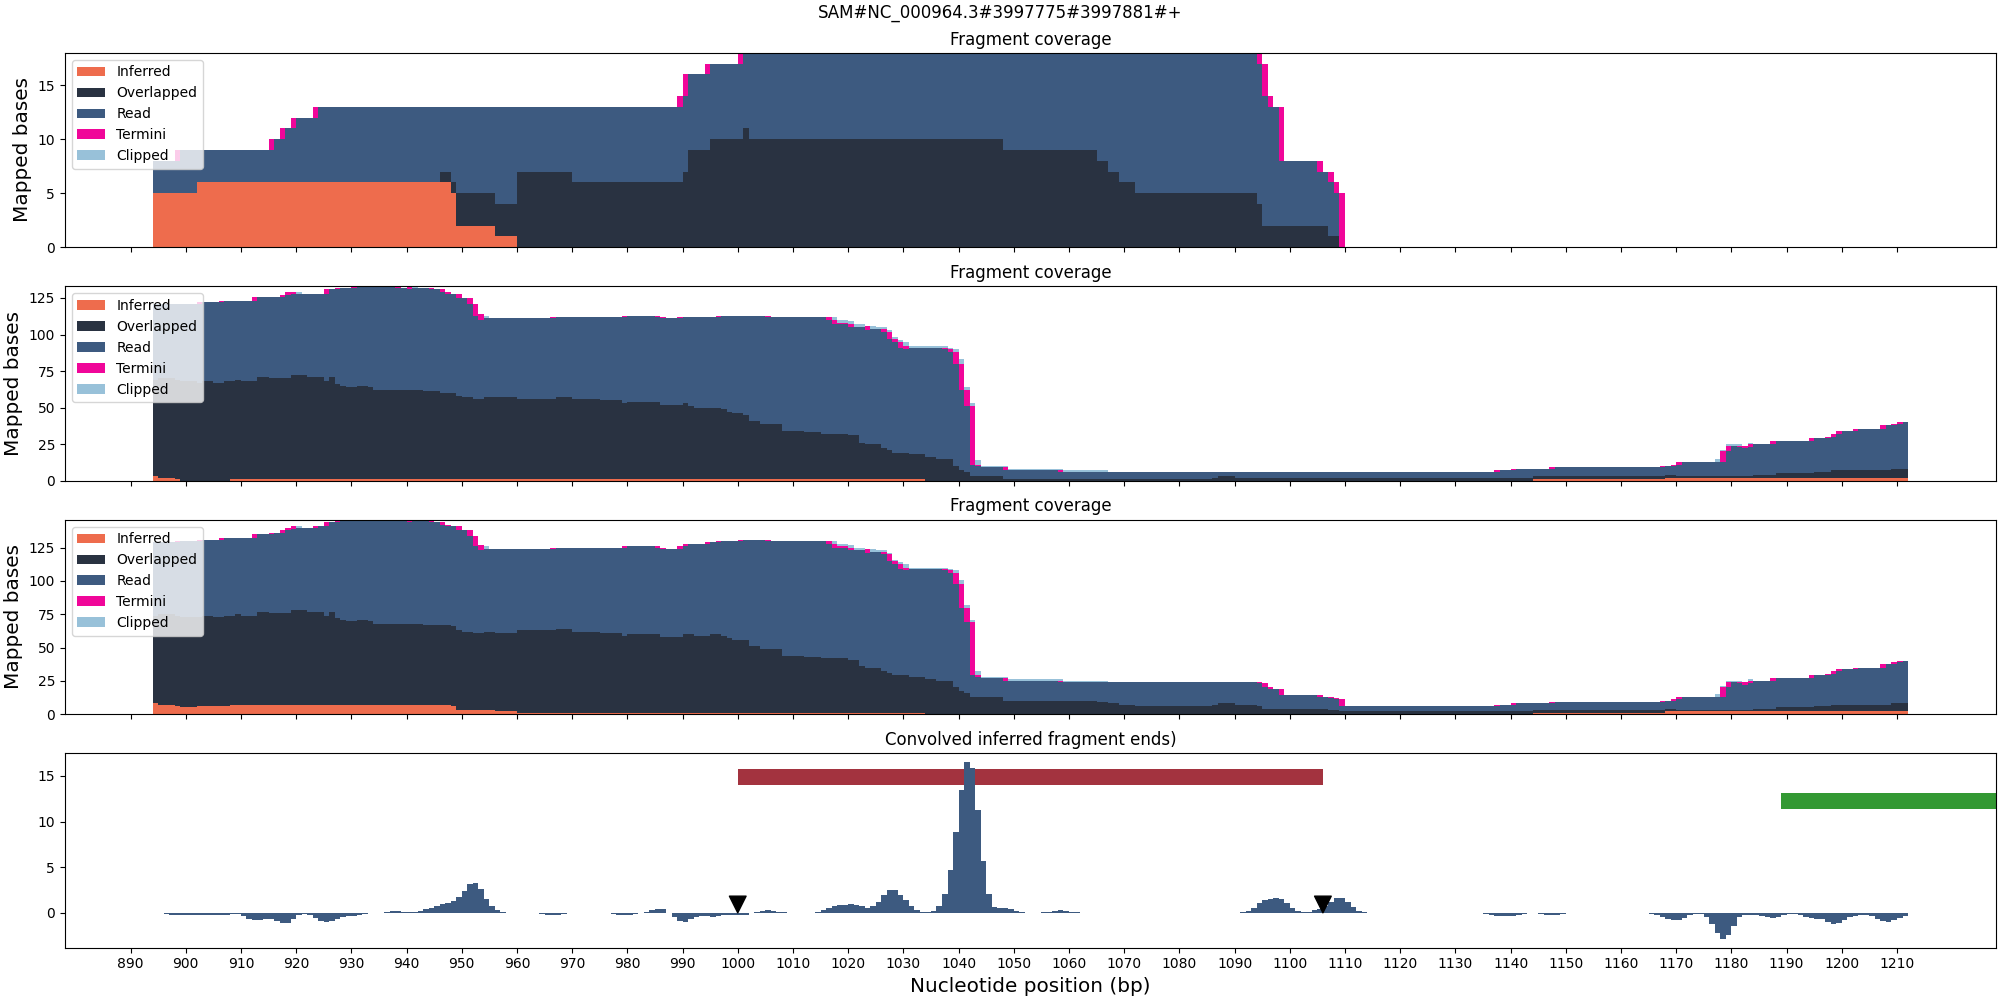 SAM#NC_000964.3#3997775#3997881#+
Fragment coverage
Mapped bases
15
10
5
0
Inferred
Overlapped
Read
Termini
Clipped
Fragment coverage
Mapped bases
125
100
75
50
25
0
Inferred
Overlapped
Read
Termini
Clipped
Fragment coverage
Mapped bases
125
100
75
50
25
0
Inferred
Overlapped
Read
Termini
Clipped
Convolved inferred fragment ends)
15
10
5
0
890 900 910 920 930 940 950 960 970 980 990 1000 1010 1020 1030 1040 1050 1060 1070 1080 1090 1100 1110 1120 1130 1140 1150 1160 1170 1180 1190 1200 1210
Nucleotide position (bp)